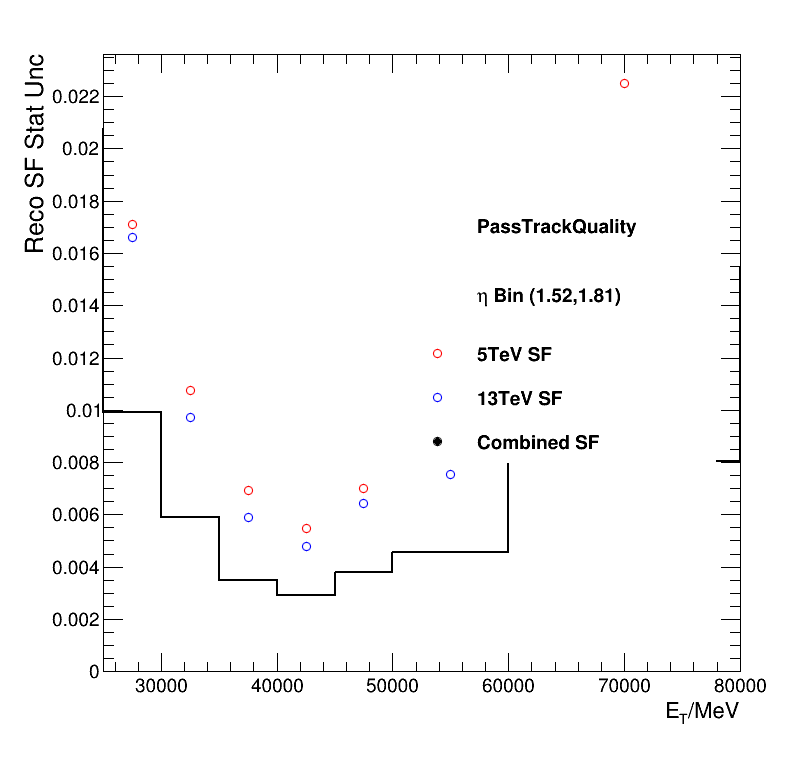 Reco SF Stat Unc
0.022
0.02
0.018
0.016
0.014
0.012
0.01
0.008
0.006
0.004
0.002
0
PassTrackQuality
η Bin (1.52,1.81)
5TeV SF
13TeV SF
Combined SF
30000 40000 50000 60000 70000 80000
E_T/MeV